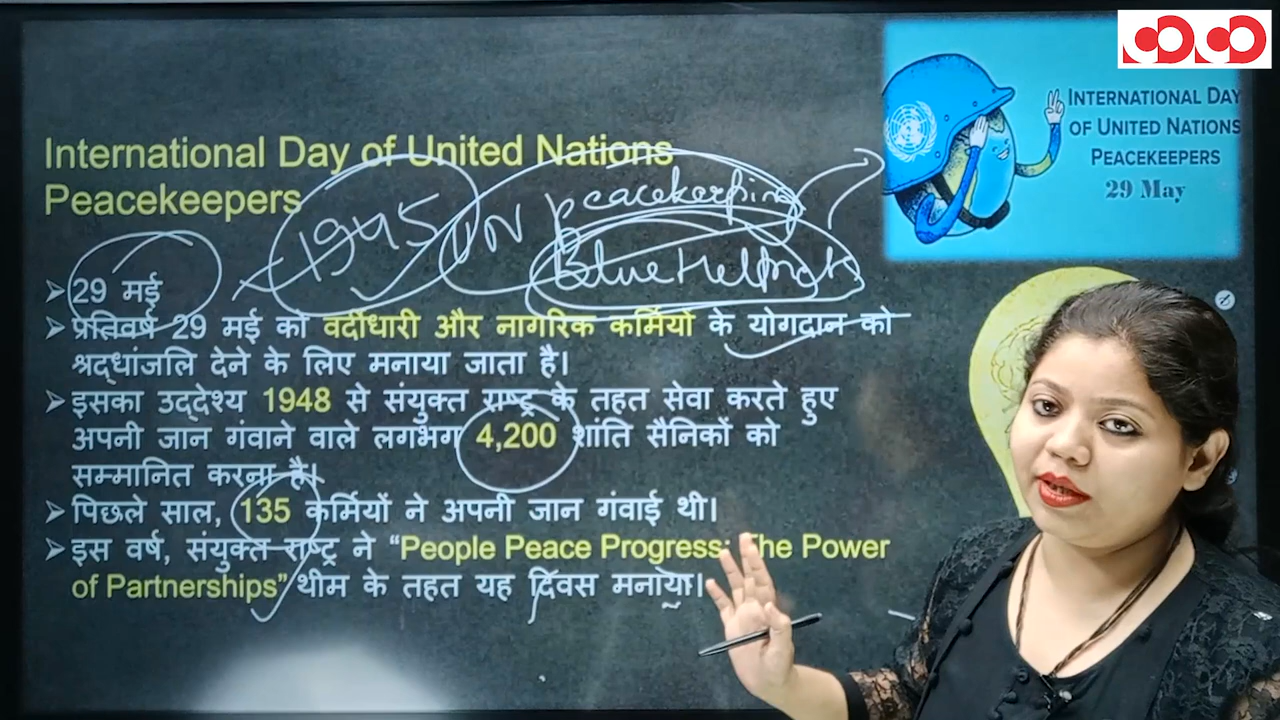 International Day of United Nations
Peacekeepers
1945 UN peacekeeping
Blue Helmets
29 मई
प्रतिवर्ष 29 मई को वर्दीधारी और नागरिक कर्मियों के योगदान को
श्रद्धांजलि देने के लिए मनाया जाता है।
इसका उद्देश्य 1948 से संयुक्त राष्ट्र के तहत सेवा करते हुए
अपनी जान गंवाने वाले लगभग 4,200 शांति सैनिकों को
सम्मानित करना है।
पिछले साल, 135 कर्मियों ने अपनी जान गंवाई थी।
इस वर्ष, संयुक्त राष्ट्र ने “People Peace Progress: The Power
of Partnerships” थीम के तहत यह दिवस मनाया।
INTERNATIONAL DAY
OF UNITED NATIONS
PEACEKEEPERS
29 May